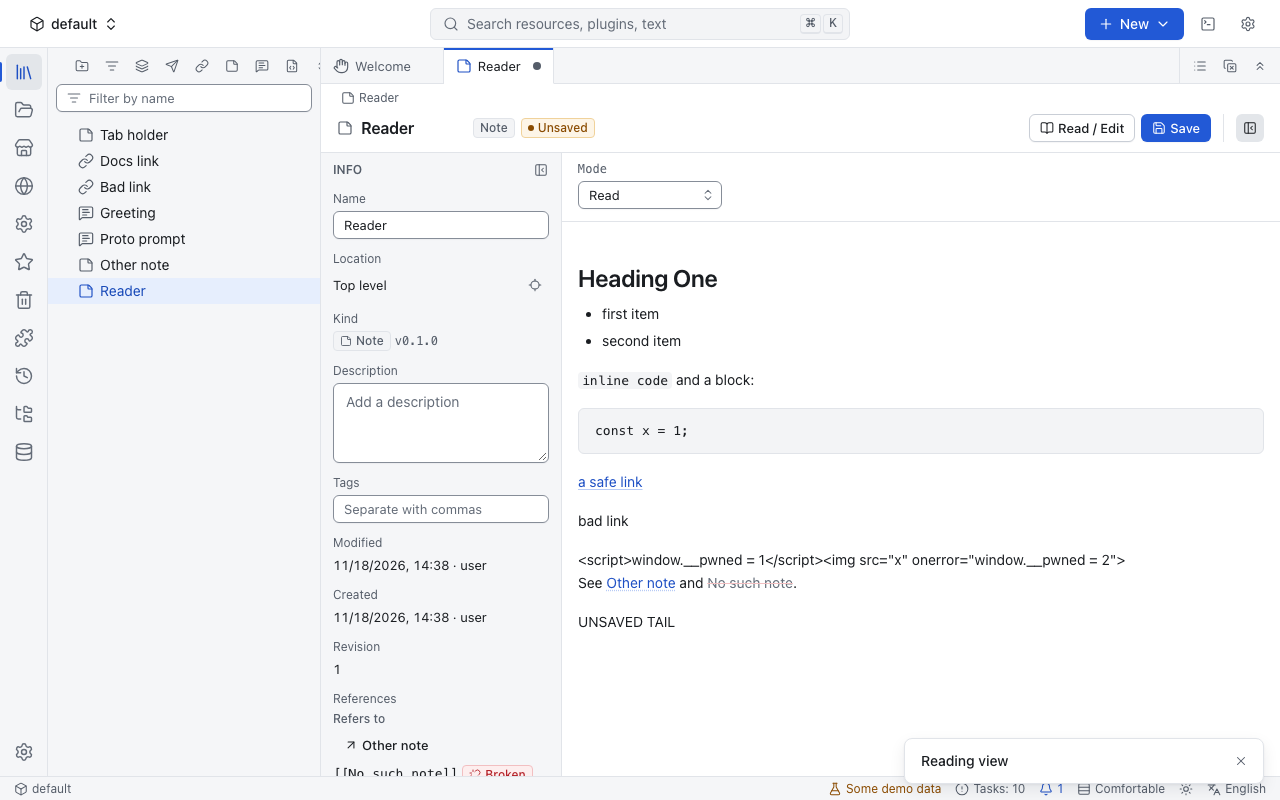 default
Search resources, plugins, text
⌘ K
New
Welcome
Reader
Filter by name
Tab holder
Docs link
Bad link
Greeting
Proto prompt
Other note
Reader
Reader
Reader
Note
Unsaved
Read / Edit
Save
INFO
Name
Reader
Location
Top level
Kind
Note v0.1.0
Description
Add a description
Tags
Separate with commas
Modified
11/18/2026, 14:38 · user
Created
11/18/2026, 14:38 · user
Revision
1
References
Refers to
Other note
[[No such note]] Broken
Mode
Read
Heading One
• first item
• second item
inline code and a block:
const x = 1;
a safe link
bad link
<script>window.__pwned = 1</script><img src="x" onerror="window.__pwned = 2">
See Other note and No such note.
UNSAVED TAIL
Reading view
default
Some demo data
Tasks: 10
1
Comfortable
English